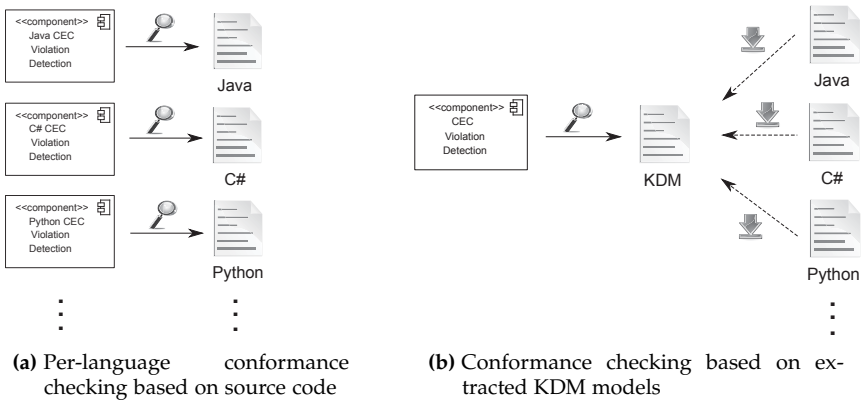 <<component>>
Java CEC
Violation
Detection
Java
<<component>>
C# CEC
Violation
Detection
C#
<<component>>
Python CEC
Violation
Detection
Python
(a) Per-language conformance
checking based on source code
<<component>>
CEC
Violation
Detection
KDM
Java
C#
Python
(b) Conformance checking based on ex-
tracted KDM models